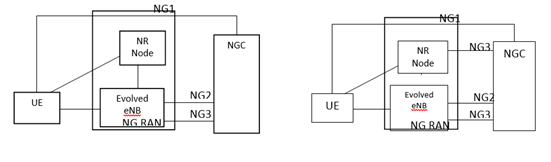 NG1
NR
Node
NGC
UE
Evolved
eNB
NG RAN
NG2
NG3
NG1
NR
Node
NG3
NGC
UE
Evolved
eNB
NG RAN
NG2
NG3